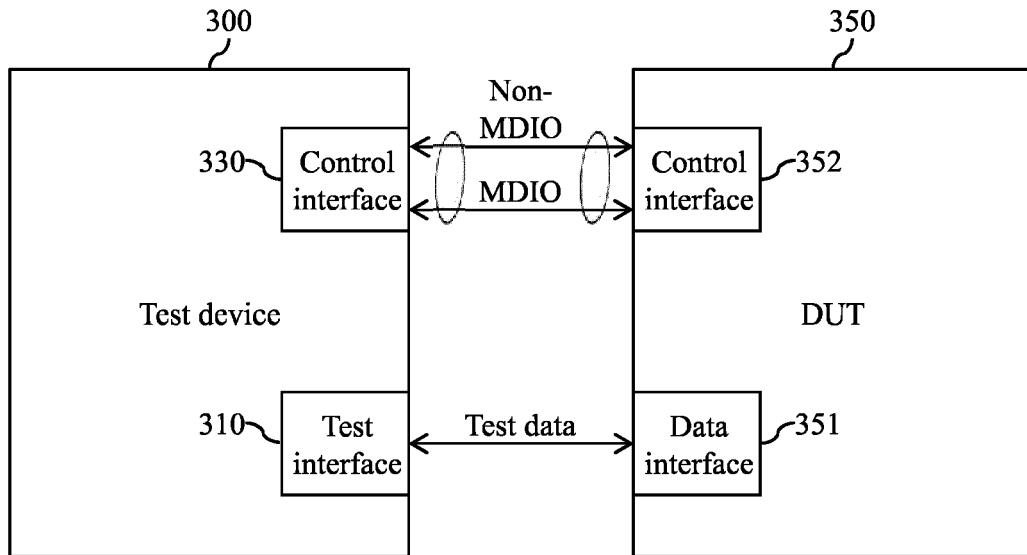 300
350
Non-
MDIO
330
Control
interface
MDIO
Control
interface
352
Test device
DUT
310
Test
interface
Test data
Data
interface
351